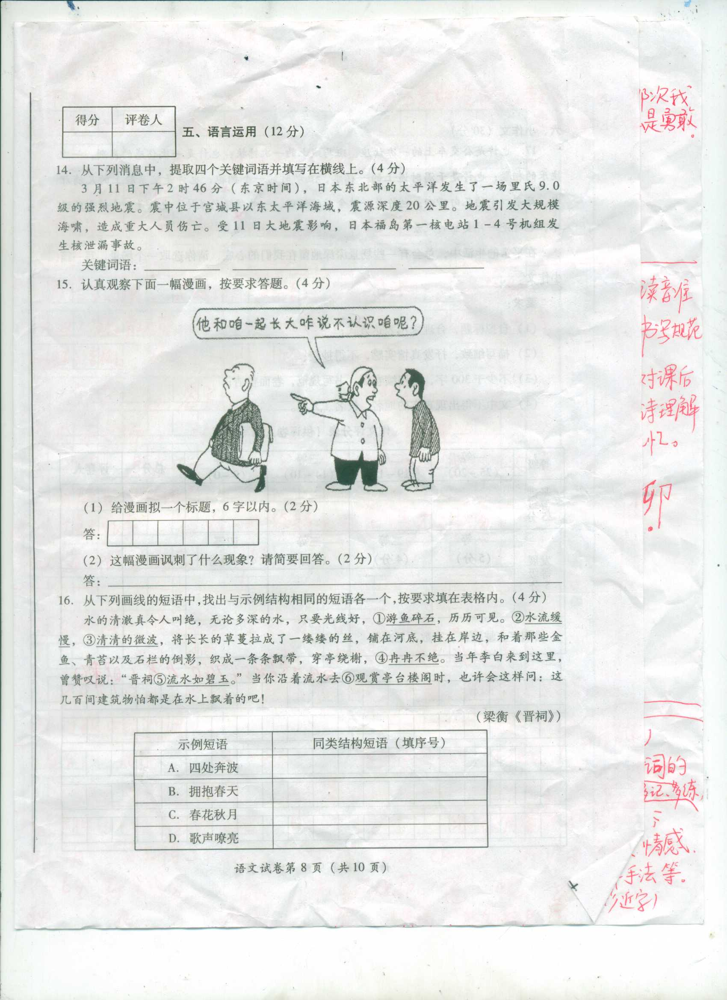 得分 评卷人
五、语言运用（12 分）
14. 从下列消息中，提取四个关键词语并填写在横线上。（4 分）
3 月 11 日下午 2 时 46 分（东京时间），日本东北部的太平洋发生了一场里氏 9.0
级的强烈地震。震中位于宫城县以东太平洋海域，震源深度 20 公里。地震引发大规模
海啸，造成重大人员伤亡。受 11 日大地震影响，日本福岛第一核电站 1－4 号机组发
生核泄漏事故。
关键词语：
15. 认真观察下面一幅漫画，按要求答题。（4 分）
他和咱一起长大咋说不认识咱呢？
（1）给漫画拟一个标题，6 字以内。（2 分）
答：
（2）这幅漫画讽刺了什么现象？请简要回答。（2 分）
答：
16. 从下列画线的短语中，找出与示例结构相同的短语各一个，按要求填在表格内。（4 分）
水的清澈真令人叫绝，无论多深的水，只要光线好，①游鱼碎石，历历可见。②水流缓
慢，③清清的微波，将长长的草蔓拉成了一缕缕的丝，铺在河底，挂在岸边，和着那些金
鱼、青苔以及石栏的倒影，织成一条条飘带，穿亭绕榭，④冉冉不绝。当年李白来到这里，
曾赞叹说：“晋祠⑤流水如碧玉。”当你沿着流水去⑥观赏亭台楼阁时，也许会这样问：这
几百间建筑物怕都是在水上飘着的吧！
（梁衡《晋祠》）
示例短语 同类结构短语（填序号）
A. 四处奔波
B. 拥抱春天
C. 春花秋月
D. 歌声嘹亮
语文试卷第 8 页（共 10 页）
次我
是勇敢。
读音准
书写规范
对课后
诗理解
忆。
卯
词的
记、多练
情感
手法等。
近字）